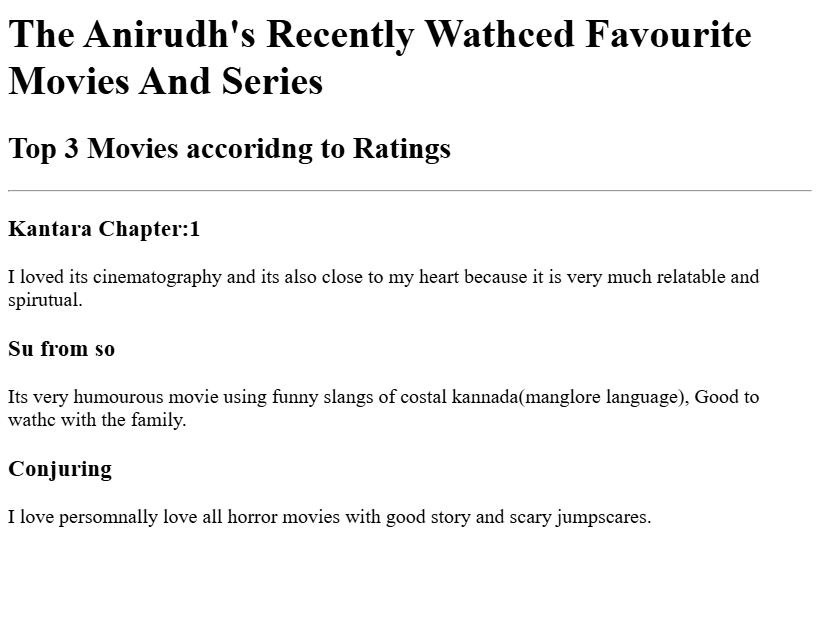 The Anirudh's Recently Wathced Favourite
Movies And Series
Top 3 Movies accoridng to Ratings
Kantara Chapter:1
I loved its cinematography and its also close to my heart because it is very much relatable and
spirutual.
Su from so
Its very humourous movie using funny slangs of costal kannada(manglore language), Good to
wathc with the family.
Conjuring
I love persomnally love all horror movies with good story and scary jumpscares.